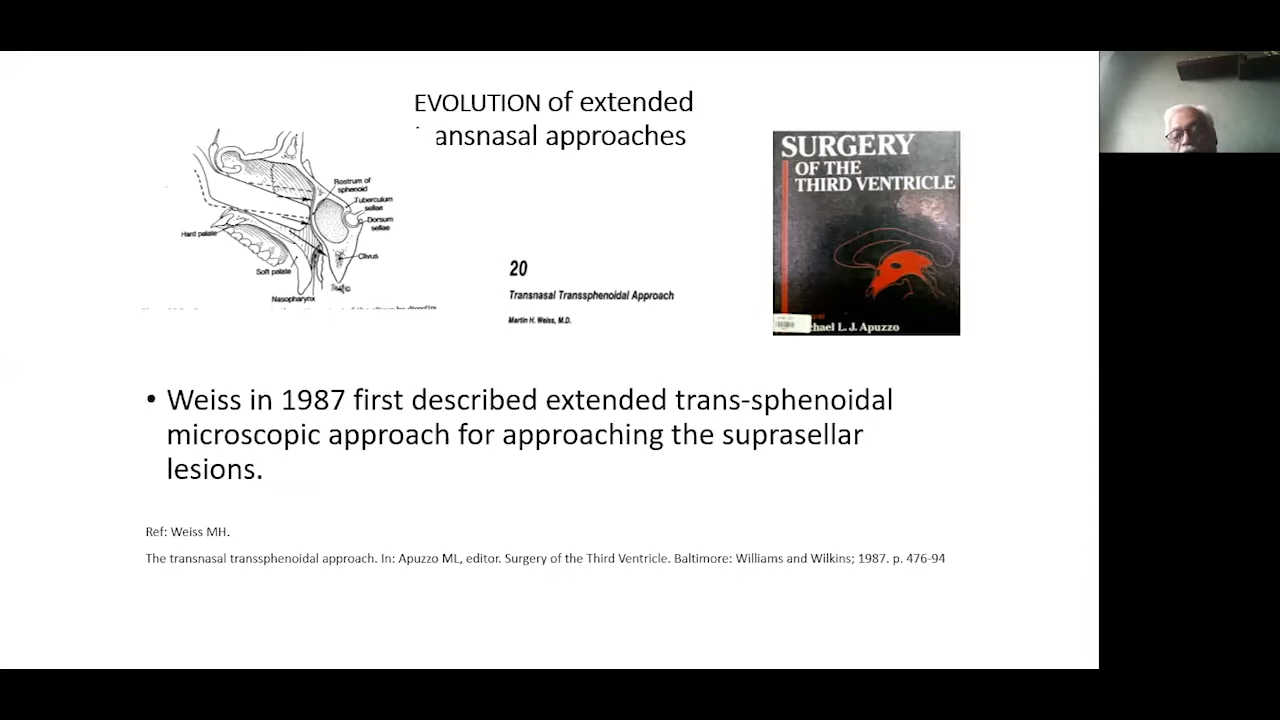 EVOLUTION of extended
ansnasal approaches
Rostrum of
sphenoid
Tuberculum
sellae
Dorsum
sellae
Hard palate
Clivus
Soft palate
Nasopharynx
20
Transnasal Transsphenoidal Approach
Martin H. Weiss, M.D.
SURGERY
OF THE
THIRD VENTRICLE
chael L. J. Apuzzo
• Weiss in 1987 first described extended trans-sphenoidal
microscopic approach for approaching the suprasellar
lesions.
Ref: Weiss MH.
The transnasal transsphenoidal approach. In: Apuzzo ML, editor. Surgery of the Third Ventricle. Baltimore: Williams and Wilkins; 1987. p. 476-94